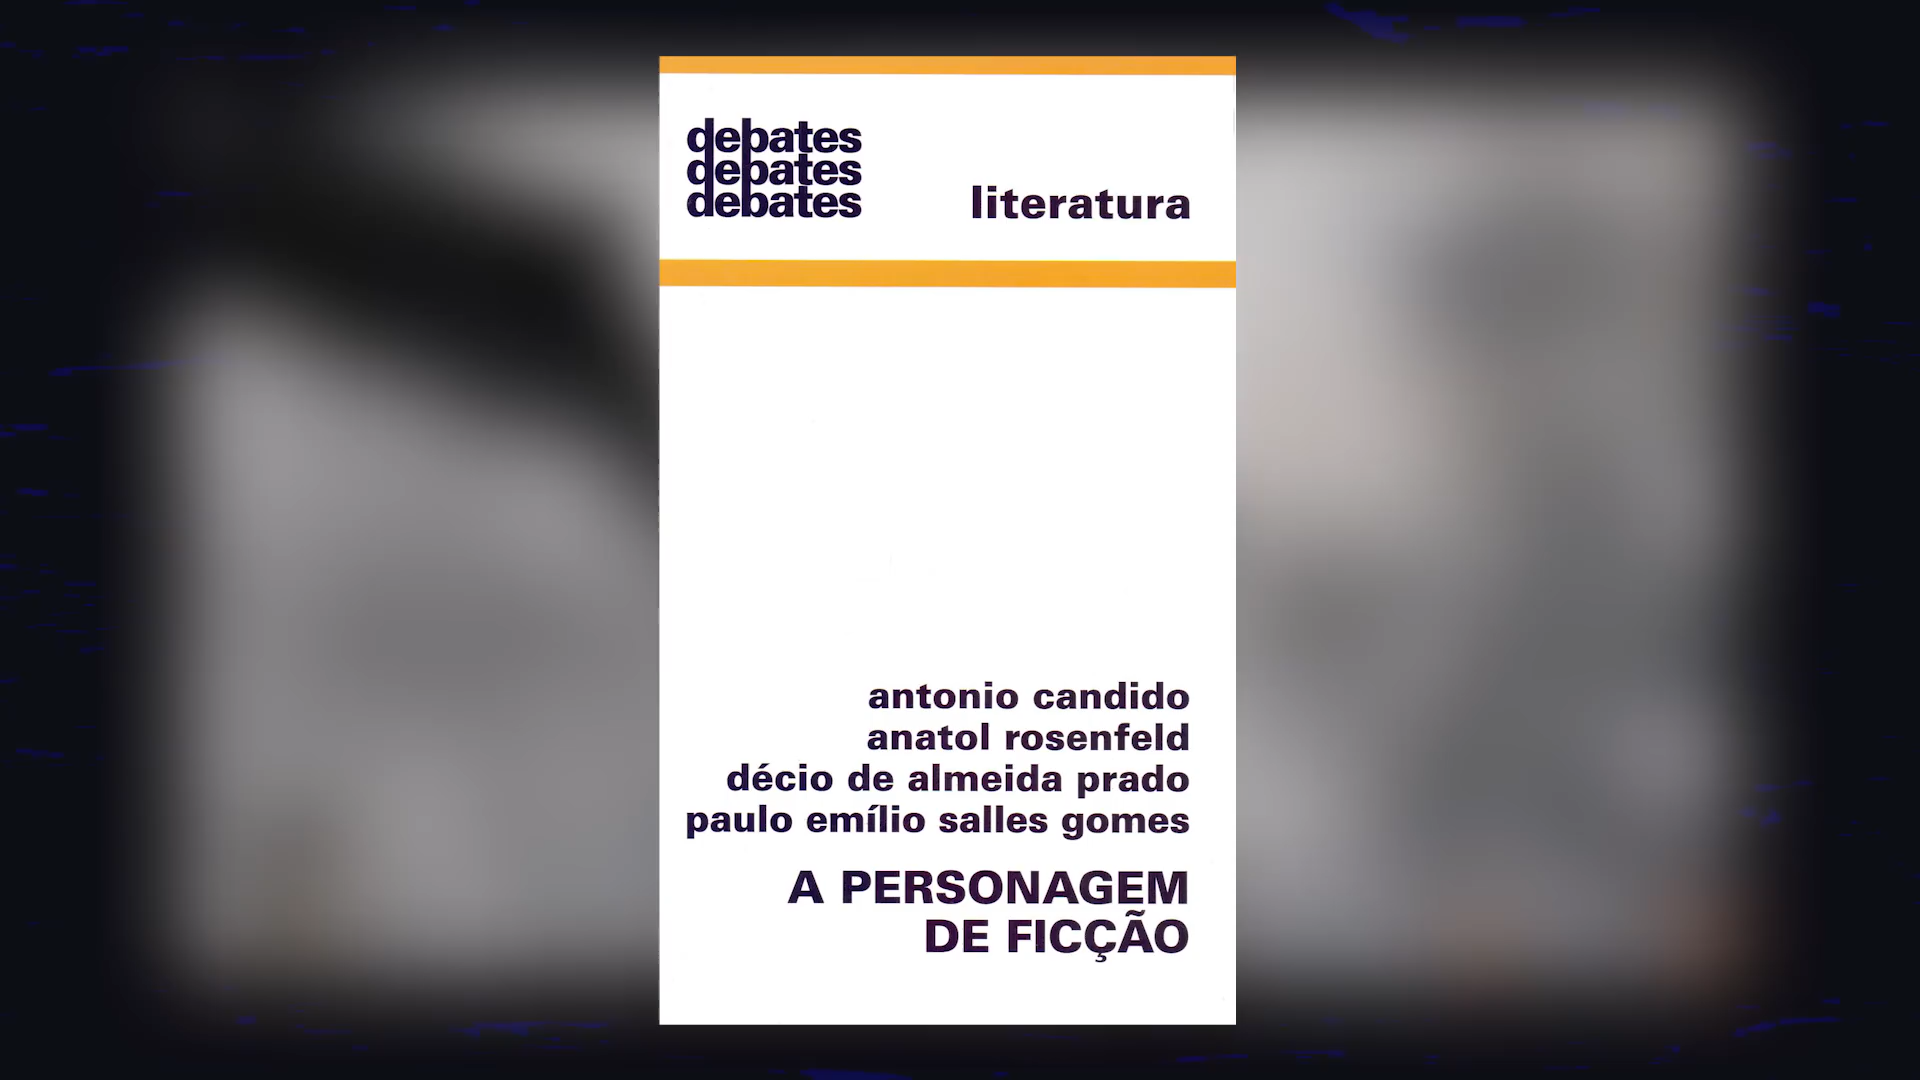 debates
debates
debates
literatura
antonio candido
anatol rosenfeld
décio de almeida prado
paulo emílio salles gomes
A PERSONAGEM
DE FICÇÃO